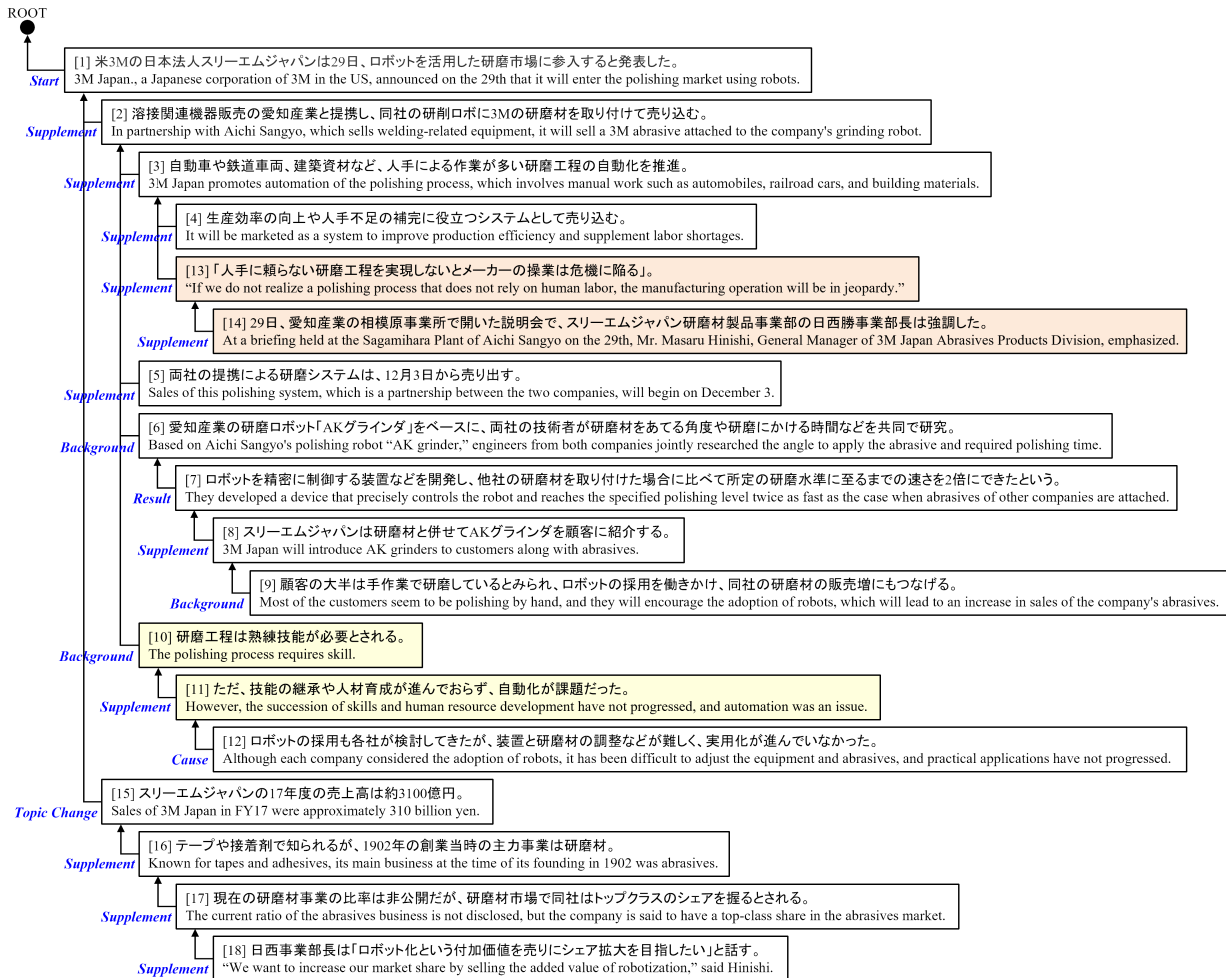 ROOT
[1] 米3Mの日本法人スリーエムジャパンは29日、ロボットを活用した研磨市場に参入すると発表した。
Start
3M Japan., a Japanese corporation of 3M in the US, announced on the 29th that it will enter the polishing market using robots.
[2] 溶接関連機器販売の愛知産業と提携し、同社の研削ロボに3Mの研磨材を取り付けて売り込む。
Supplement
In partnership with Aichi Sangyo, which sells welding-related equipment, it will sell a 3M abrasive attached to the company's grinding robot.
[3] 自動車や鉄道車両、建築資材など、人手による作業が多い研磨工程の自動化を推進。
Supplement
3M Japan promotes automation of the polishing process, which involves manual work such as automobiles, railroad cars, and building materials.
[4] 生産効率の向上や人手不足の補完に役立つシステムとして売り込む。
Supplement
It will be marketed as a system to improve production efficiency and supplement labor shortages.
[13] 「人手に頼らない研磨工程を実現しないとメーカーの操業は危機に陥る」。
Supplement
“If we do not realize a polishing process that does not rely on human labor, the manufacturing operation will be in jeopardy.”
[14] 29日、愛知産業の相模原事業所で開いた説明会で、スリーエムジャパン研磨材製品事業部の日西勝事業部長は強調した。
Supplement
At a briefing held at the Sagamihara Plant of Aichi Sangyo on the 29th, Mr. Masaru Hinishi, General Manager of 3M Japan Abrasives Products Division, emphasized.
[5] 両社の提携による研磨システムは、12月3日から売り出す。
Supplement
Sales of this polishing system, which is a partnership between the two companies, will begin on December 3.
[6] 愛知産業の研磨ロボット「AKグラインダ」をベースに、両社の技術者が研磨材をあてる角度や研磨にかける時間などを共同で研究。
Background
Based on Aichi Sangyo's polishing robot “AK grinder,” engineers from both companies jointly researched the angle to apply the abrasive and required polishing time.
[7] ロボットを精密に制御する装置などを開発し、他社の研磨材を取り付けた場合に比べて所定の研磨水準に至るまでの速さを2倍にできたという。
Result
They developed a device that precisely controls the robot and reaches the specified polishing level twice as fast as the case when abrasives of other companies are attached.
[8] スリーエムジャパンは研磨材と併せてAKグラインダを顧客に紹介する。
Supplement
3M Japan will introduce AK grinders to customers along with abrasives.
[9] 顧客の大半は手作業で研磨しているとみられ、ロボットの採用を働きかけ、同社の研磨材の販売増にもつなげる。
Background
Most of the customers seem to be polishing by hand, and they will encourage the adoption of robots, which will lead to an increase in sales of the company's abrasives.
[10] 研磨工程は熟練技能が必要とされる。
Background
The polishing process requires skill.
[11] ただ、技能の継承や人材育成が進んでおらず、自動化が課題だった。
Supplement
However, the succession of skills and human resource development have not progressed, and automation was an issue.
[12] ロボットの採用も各社が検討してきたが、装置と研磨材の調整などが難しく、実用化が進んでいなかった。
Cause
Although each company considered the adoption of robots, it has been difficult to adjust the equipment and abrasives, and practical applications have not progressed.
[15] スリーエムジャパンの17年度の売上高は約3100億円。
Topic Change
Sales of 3M Japan in FY17 were approximately 310 billion yen.
[16] テープや接着剤で知られるが、1902年の創業当時の主力事業は研磨材。
Supplement
Known for tapes and adhesives, its main business at the time of its founding in 1902 was abrasives.
[17] 現在の研磨材事業の比率は非公開だが、研磨材市場で同社はトップクラスのシェアを握るとされる。
Supplement
The current ratio of the abrasives business is not disclosed, but the company is said to have a top-class share in the abrasives market.
[18] 日西事業部長は「ロボット化という付加価値を売りにシェア拡大を目指したい」と話す。
Supplement
“We want to increase our market share by selling the added value of robotization,” said Hinishi.